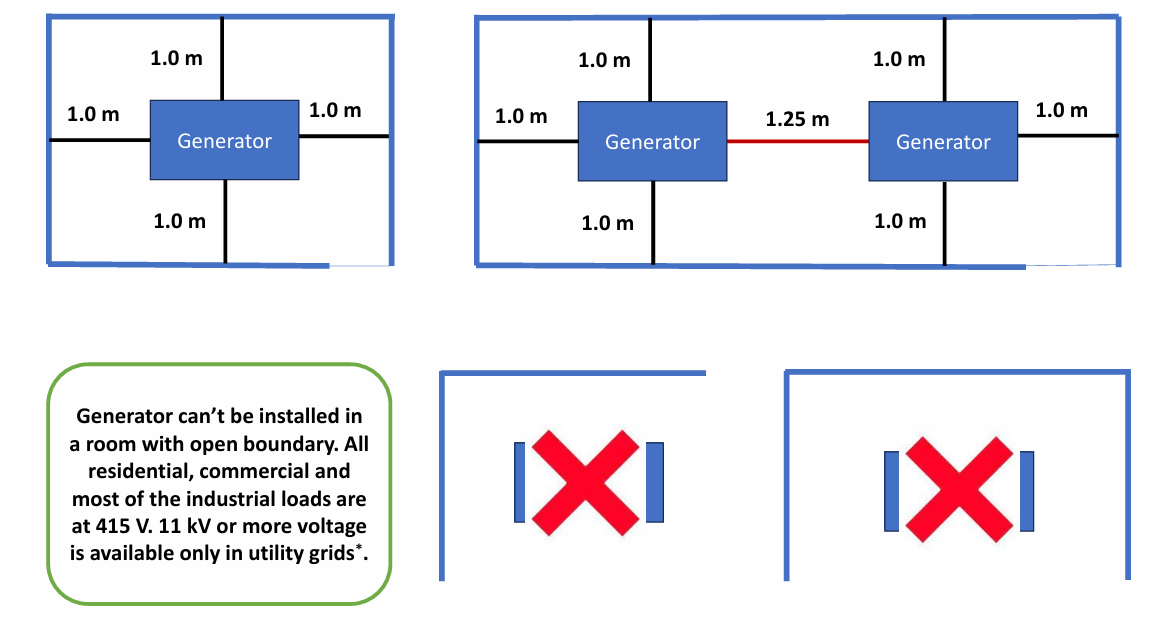 1.0 m
1.0 m
1.0 m
Generator
1.0 m
1.0 m
1.0 m
1.0 m
1.25 m
1.0 m
Generator
Generator
1.0 m
1.0 m
Generator can’t be installed in
a room with open boundary. All
residential, commercial and
most of the industrial loads are
at 415 V. 11 kV or more voltage
is available only in utility grids*.